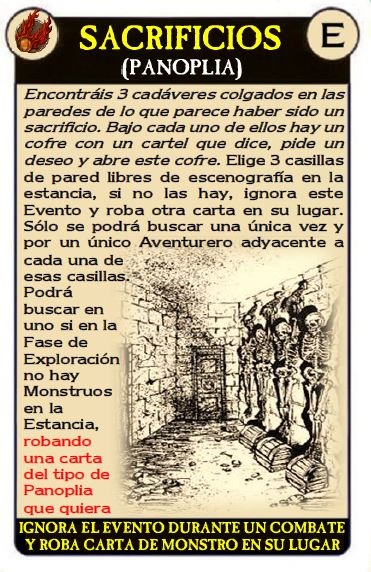 SACRIFICIOS
E
(PANOPLIA)
Encontráis 3 cadáveres colgados en las
paredes de lo que parece haber sido un
sacrificio. Bajo cada uno de ellos hay un
cofre con un cartel que dice, pide un
deseo y abre este cofre. Elige 3 casillas
de pared libres de escenografía en la
estancia, si no las hay, ignora este
Evento y roba otra carta en su lugar.
Sólo se podrá buscar una única vez y
por un único Aventurero adyacente a
cada una de
esas casillas.
Podrá
buscar en
uno si en la
Fase de
Exploración
no hay
Monstruos
en la
Estancia,
robando
una carta
del tipo de
Panoplia
que quiera
IGNORA EL EVENTO DURANTE UN COMBATE
Y ROBA CARTA DE MONSTRO EN SU LUGAR